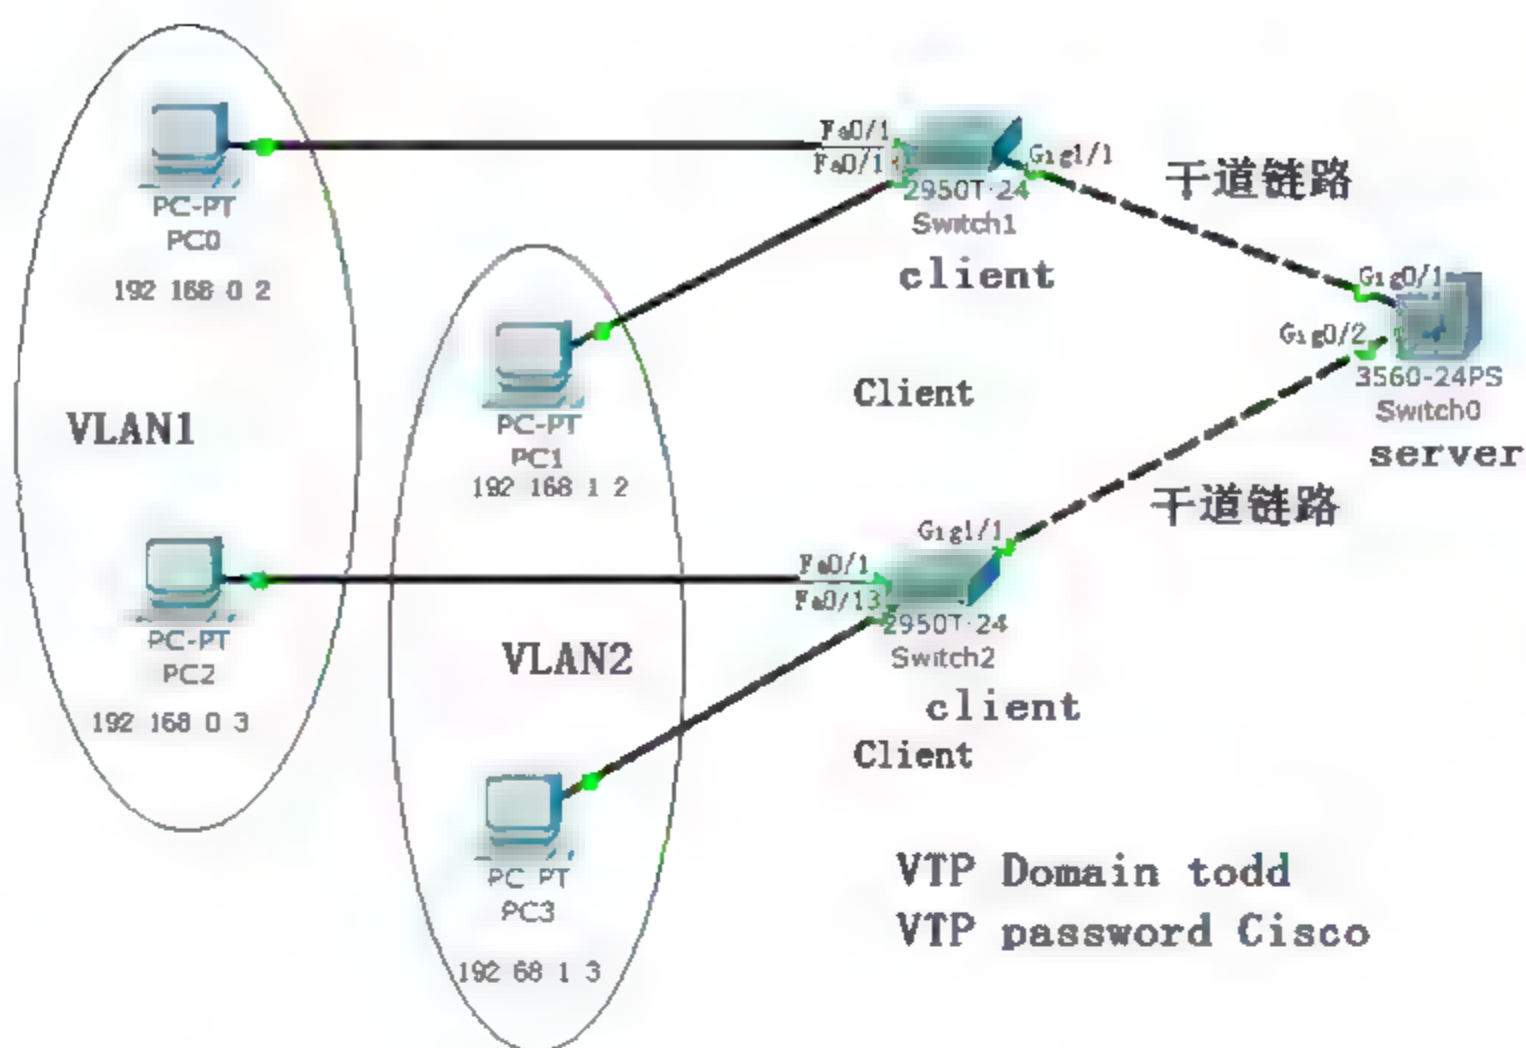 PC-PT
PC0
192 168 0 2
VLAN1
PC-PT
PC2
192 168 0 3
PC-PT
PC1
192 168 1 2
VLAN2
PC PT
PC3
192 68 1 3
Fa0/1
Fa0/1
Gig1/1
2950T-24
Switch1
client
干道链路
Gig0/1
Gig0/2
3560-24PS
Switch0
server
Client
干道链路
Gig1/1
Fa0/1
Fa0/13
2950T-24
Switch2
client
Client
VTP Domain todd
VTP password Cisco